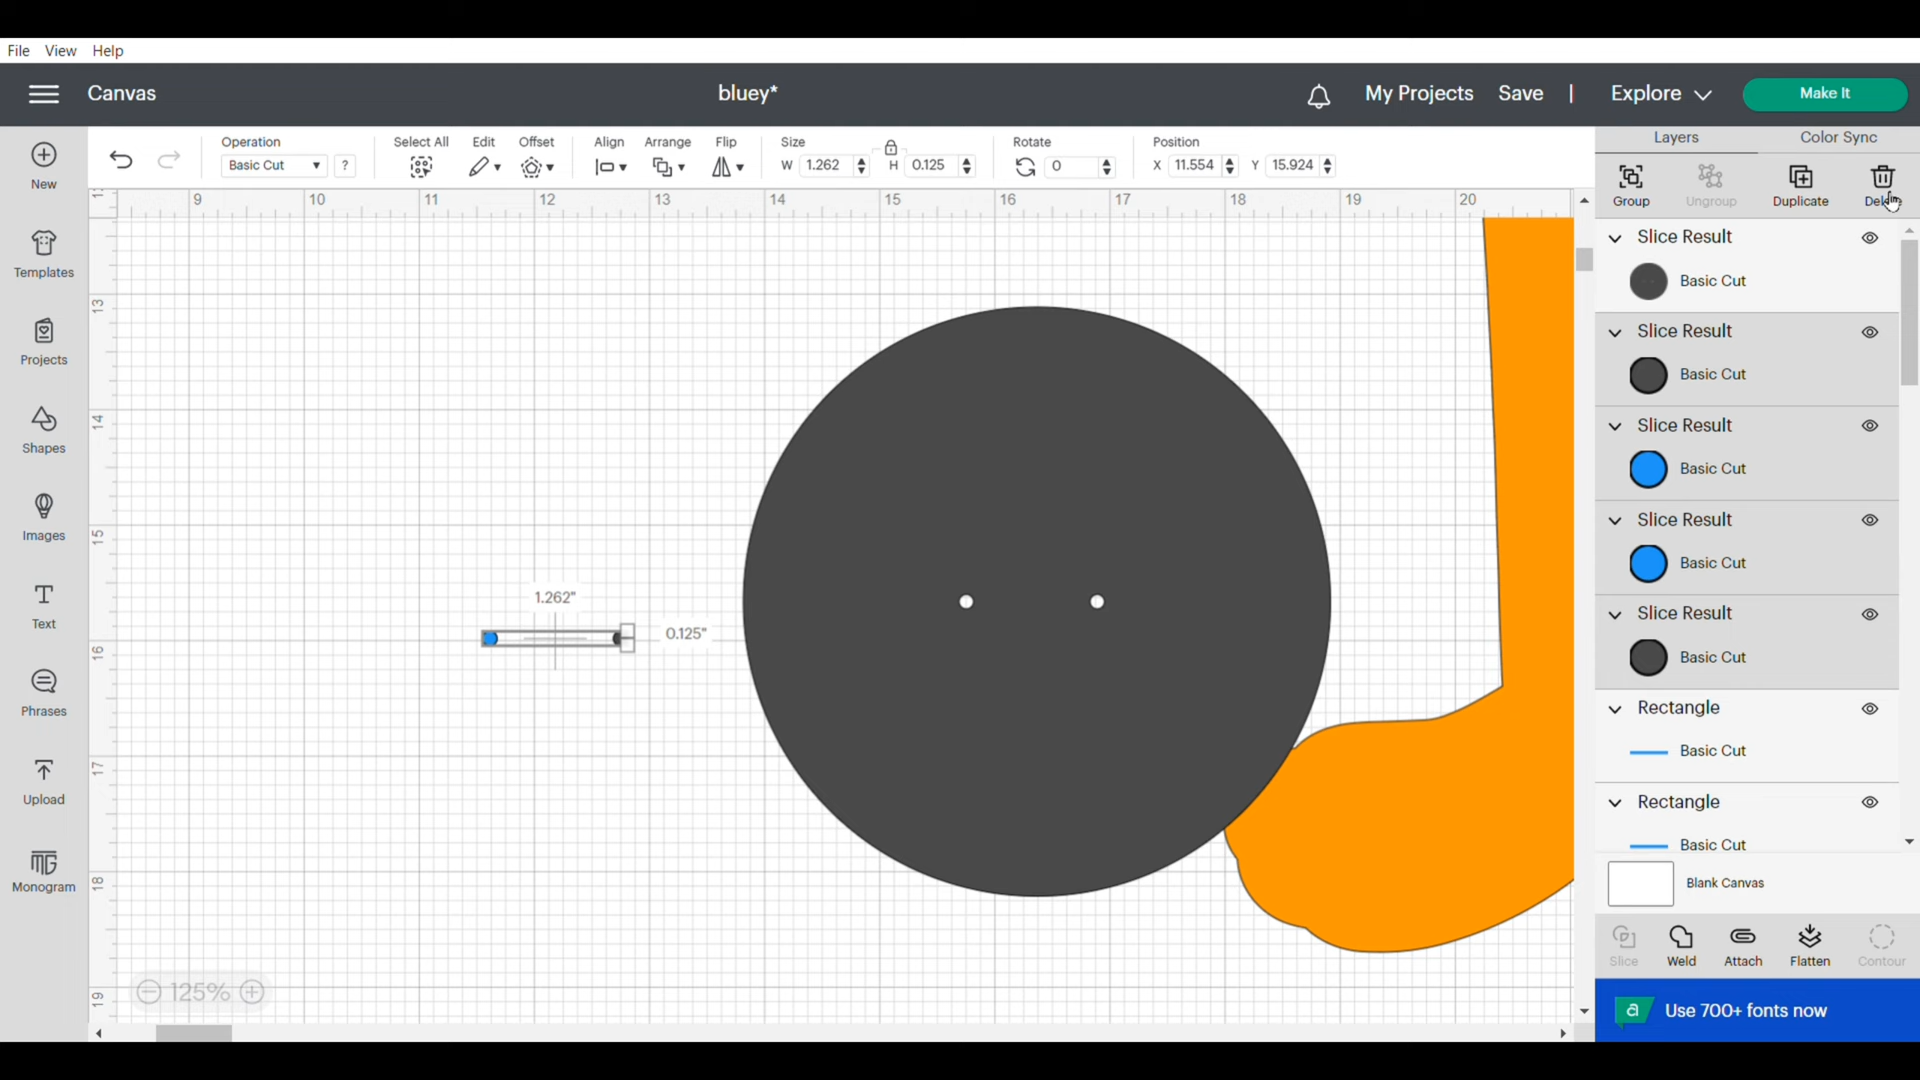 File View Help
Canvas bluey* My Projects Save | Explore Make It
New
Templates
Projects
Shapes
Images
Text
Phrases
Upload
Monogram
Operation
Basic Cut ?
Select All Edit Offset Align Arrange Flip
Size
W 1.262 H 0.125
Rotate
0
Position
X 11.554 Y 15.924
9 10 11 12 13 14 15 16 17 18 19 20
13
14
15
16
17
18
19
1.262"
0.125"
125%
Layers Color Sync
Group Ungroup Duplicate Delete
Slice Result
Basic Cut
Slice Result
Basic Cut
Slice Result
Basic Cut
Slice Result
Basic Cut
Slice Result
Basic Cut
Rectangle
Basic Cut
Rectangle
Basic Cut
Blank Canvas
Slice Weld Attach Flatten Contour
a Use 700+ fonts now